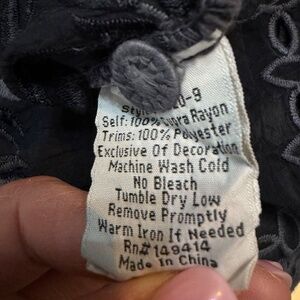 Self: 100% Rayon
Trims: 100% Polyester
Exclusive Of Decoration
Machine Wash Cold
No Bleach
Tumble Dry Low
Remove Promptly
Warm Iron If Needed
Rn# 149414
Made In China